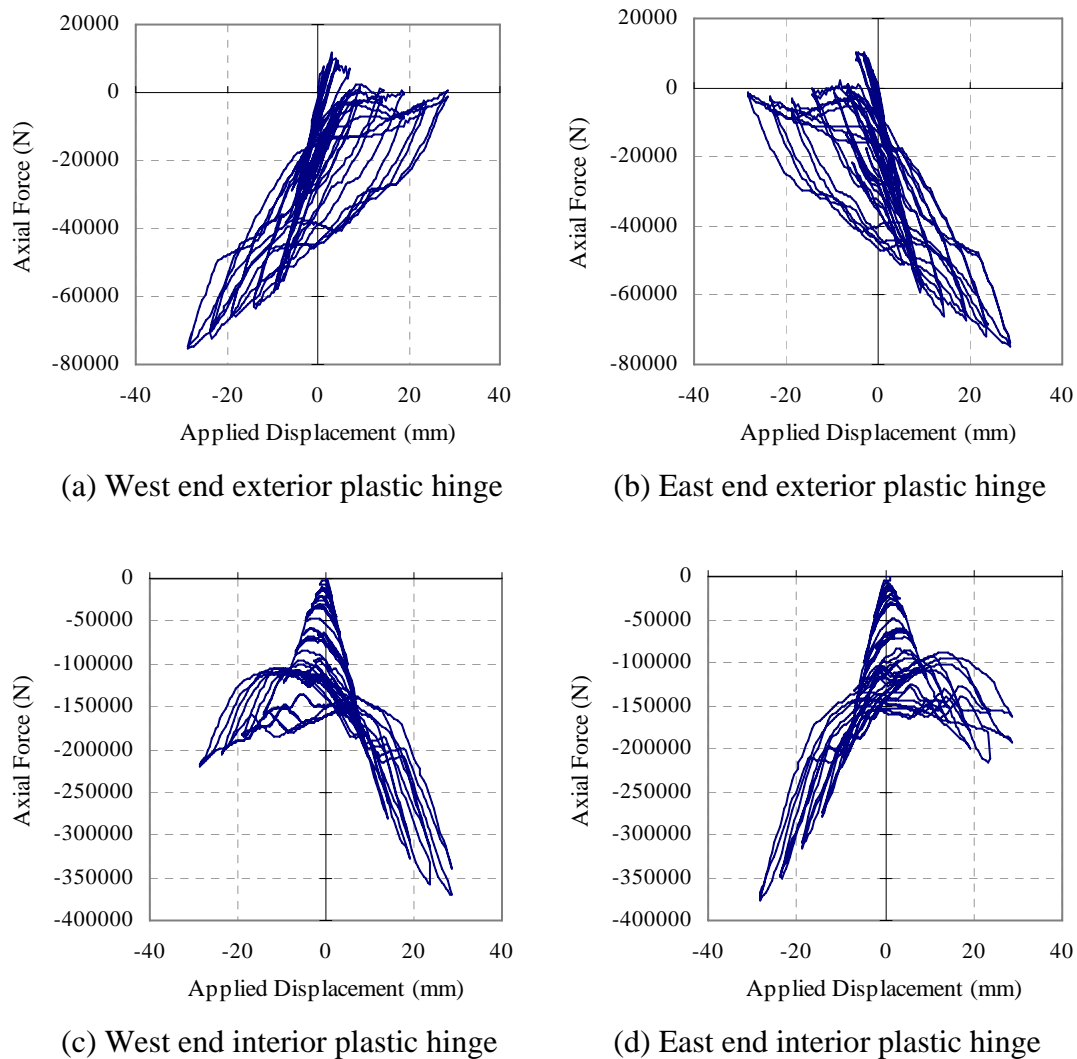 20000
0
-20000
-40000
-60000
-80000
-40 -20 0 20 40
Axial Force (N)
Applied Displacement (mm)
(a) West end exterior plastic hinge
20000
0
-20000
-40000
-60000
-80000
-40 -20 0 20 40
Axial Force (N)
Applied Displacement (mm)
(b) East end exterior plastic hinge
0
-50000
-100000
-150000
-200000
-250000
-300000
-350000
-400000
-40 -20 0 20 40
Axial Force (N)
Applied Displacement (mm)
(c) West end interior plastic hinge
0
-50000
-100000
-150000
-200000
-250000
-300000
-350000
-400000
-40 -20 0 20 40
Axial Force (N)
Applied Displacement (mm)
(d) East end interior plastic hinge